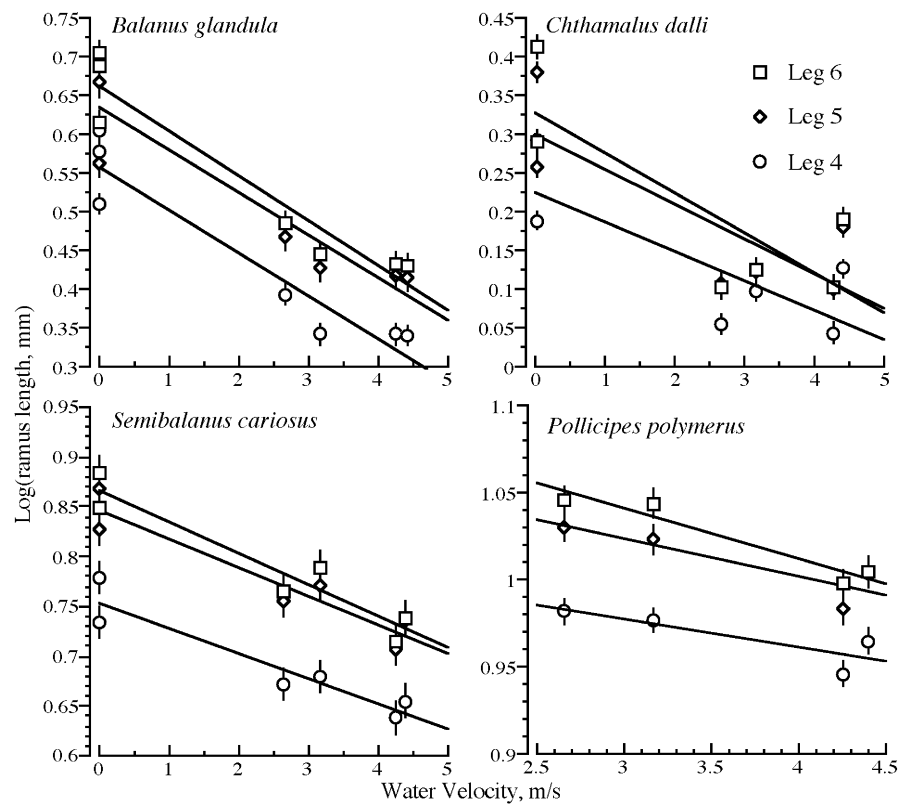 Balanus glandula
0.75
0.7
0.65
0.6
0.55
0.5
0.45
0.4
0.35
0.3
0 1 2 3 4 5
Chthamalus dalli
Leg 6
Leg 5
Leg 4
0.45
0.4
0.35
0.3
0.25
0.2
0.15
0.1
0.05
0
0 1 2 3 4 5
Log(ramus length, mm)
Semibalanus cariosus
0.95
0.9
0.85
0.8
0.75
0.7
0.65
0.6
0 1 2 3 4 5
Pollicipes polymerus
1.1
1.05
1
0.95
0.9
2.5 3 3.5 4 4.5
Water Velocity, m/s